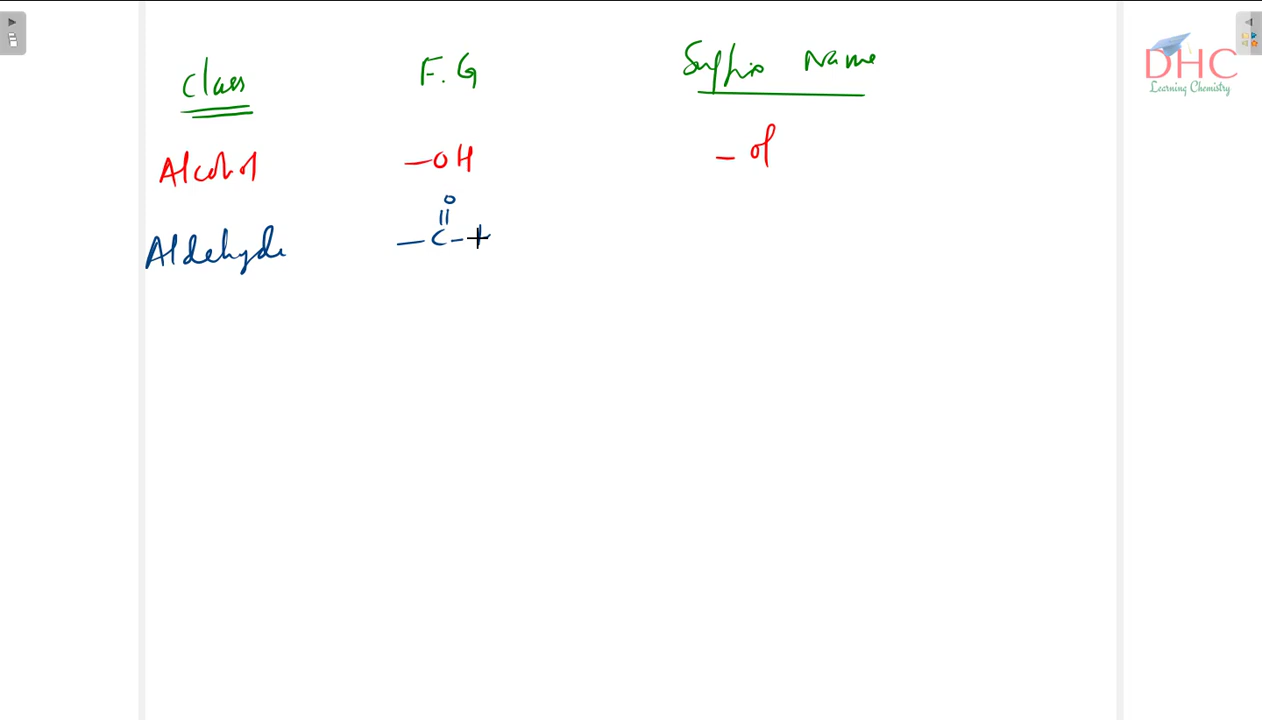 Class F.G Suffix Name
Alcohol —OH – ol
O
||
Aldehyde —C–H
DHC
Learning Chemistry